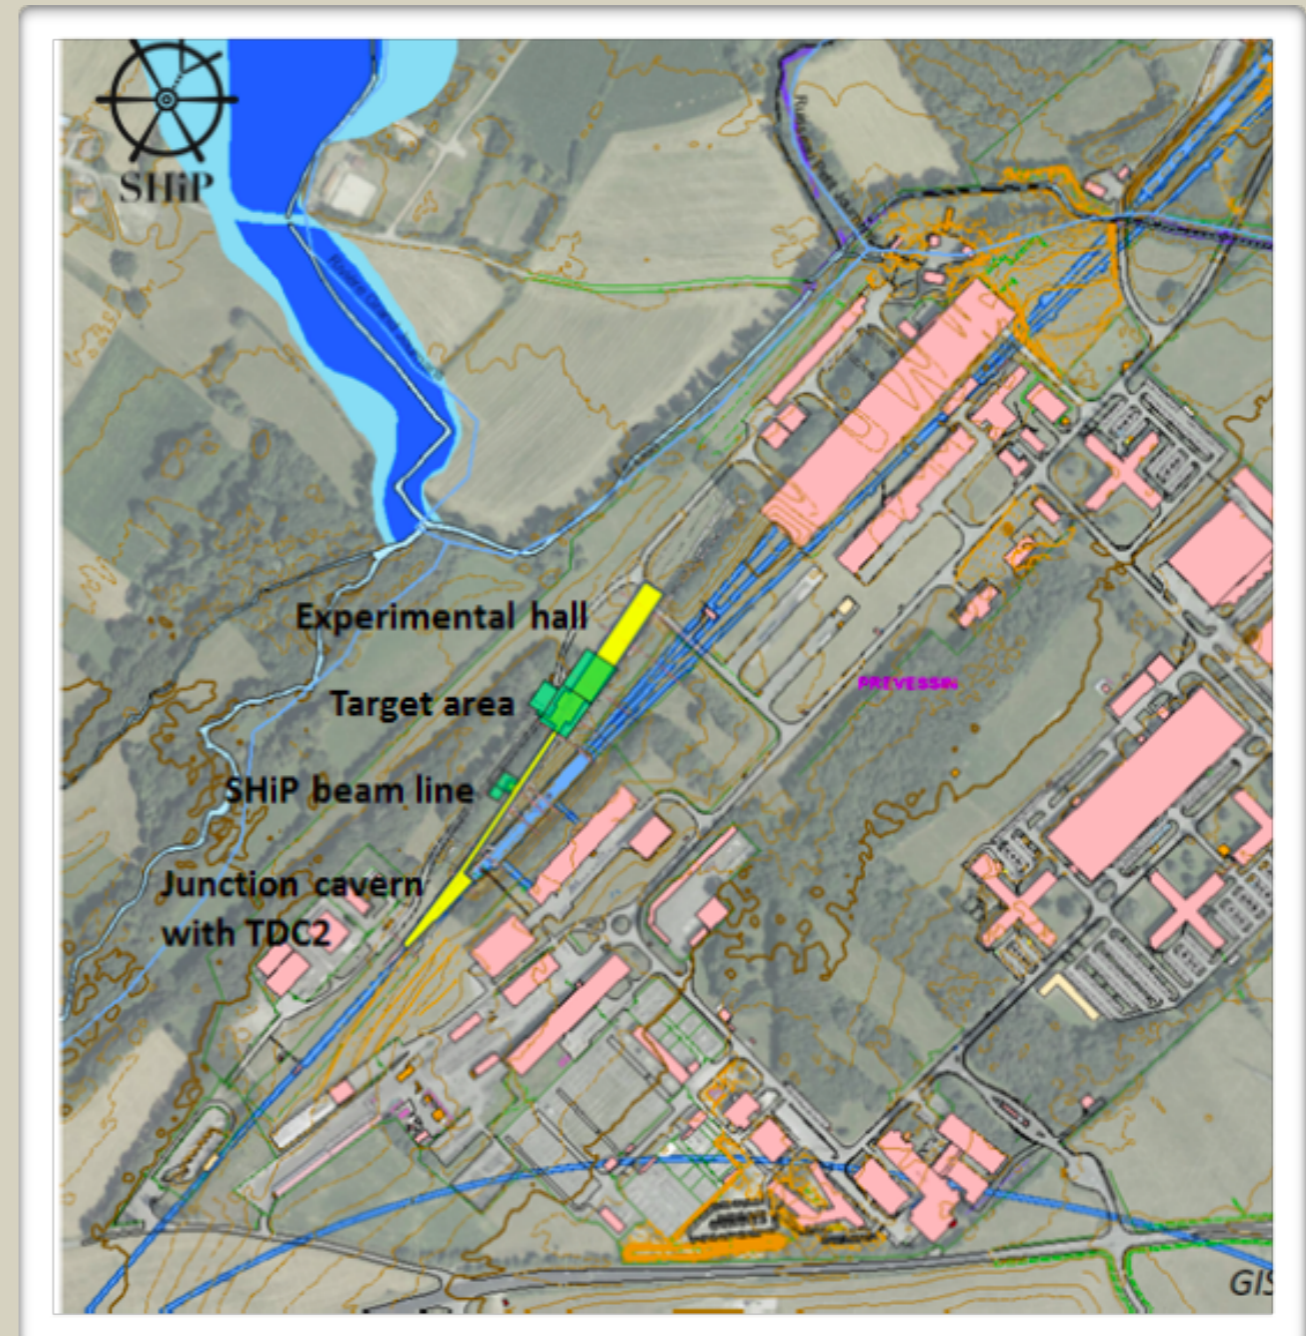 SHiP
Experimental hall
Target area
PREVESSIN
SHiP beam line
Junction cavern
with TDC2
GIS